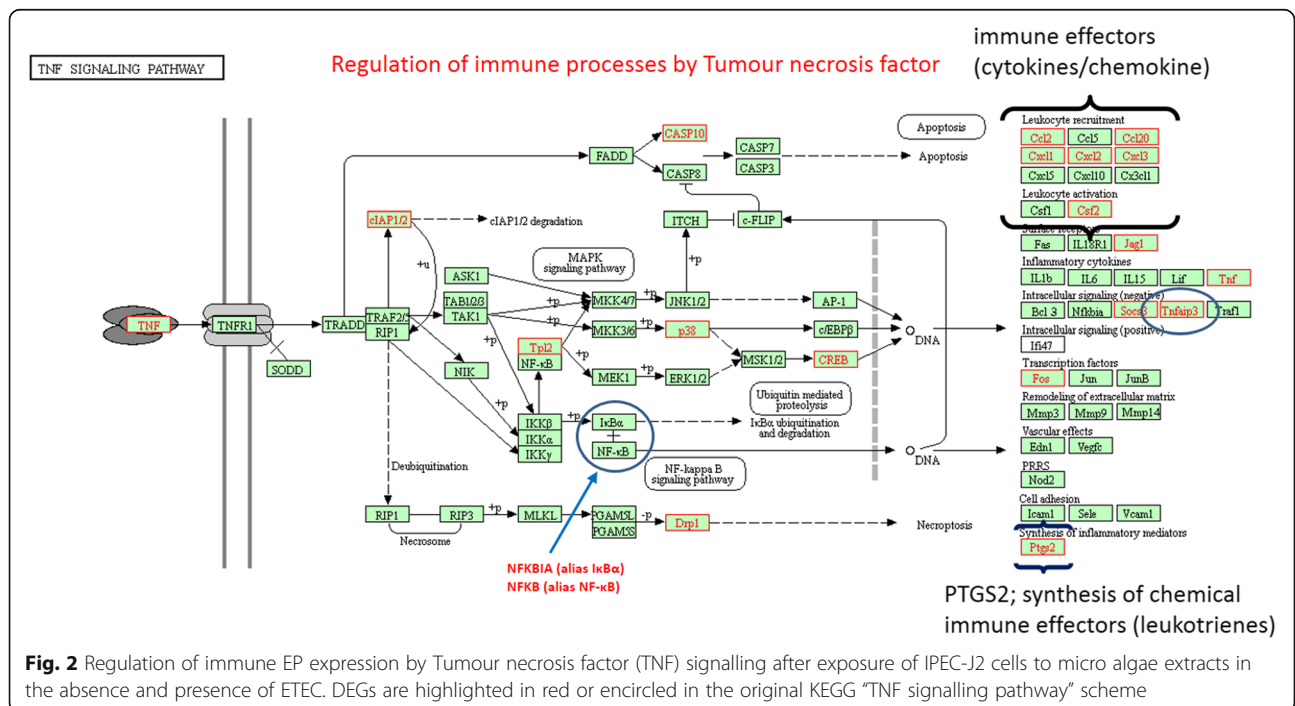 TNF SIGNALING PATHWAY
Regulation of immune processes by Tumour necrosis factor
immune effectors
(cytokines/chemokine)
Leukocyte recruitment
Ccl2 Ccl5 Ccl20
Cxcl1 Cxcl2 Cxcl3
Cxcl5 Cxcl10 Cx3cl1
Leukocyte activation
Csf1 Csf2
Surface receptors
Fas IL18R1 Jag1
Inflammatory cytokines
IL1b IL6 IL15 Lif Tnf
Intracellular signaling (negative)
Bcl 3 Nfkbia Socs3 Tnfaip3 Traf1
Intracellular signaling (positive)
Ifi47
Transcription factors
Fos Jun JunB
Remodeling of extracellular matrix
Mmp3 Mmp9 Mmp14
Vascular effects
Edn1 Vegfc
PRRS
Nod2
Cell adhesion
Icam1 Sele Vcam1
Synthesis of inflammatory mediators
Ptgs2
PTGS2; synthesis of chemical
immune effectors (leukotrienes)
Apoptosis
CASP10
FADD
CASP7
CASP3
Apoptosis
CASP8
cIAP1/2
cIAP1/2 degradation
ITCH
c-FLIP
+u
+p
MAPK
signaling pathway
ASK1
TAB1/2/3
TAK1
+p
+p
+p
MKK4/7
+p
JNK1/2
AP-1
TNF
TNFR1
TRADD
TRAF2/5
RIP1
MKK3/6
+p
p38
c/EBPβ
DNA
SODD
NIK
+p
+p
Tpl2
NF-κB
+p
MEK1
+p
ERK1/2
MSK1/2
+p
CREB
+p
Ubiquitin mediated
proteolysis
IKKβ
IKKα
IKKγ
+p
IκBα
NF-κB
IκBα ubiquitination
and degradation
DNA
NF-kappa B
signaling pathway
Deubiquitination
RIP1
RIP3
+p
MLKL
PGAM5L
PGAM5S
-p
Drp1
Necroptosis
Necrosome
NFKBIA (alias IκBα)
NFKB (alias NF-κB)
Fig. 2 Regulation of immune EP expression by Tumour necrosis factor (TNF) signalling after exposure of IPEC-J2 cells to micro algae extracts in
the absence and presence of ETEC. DEGs are highlighted in red or encircled in the original KEGG “TNF signalling pathway” scheme